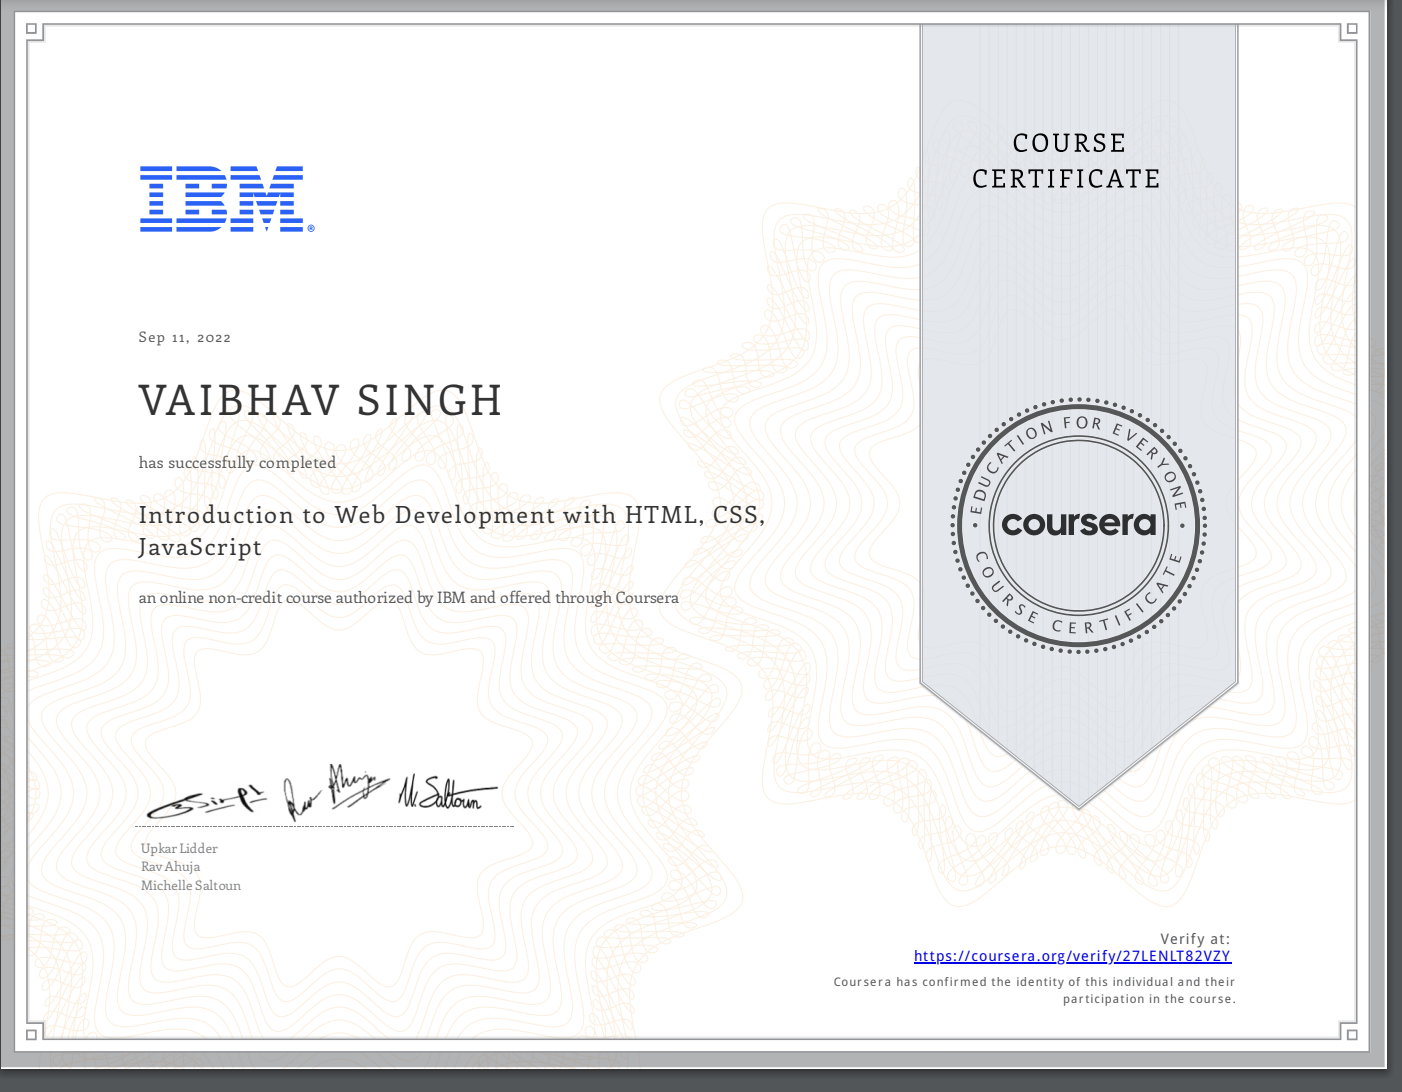 IBM®
COURSE
CERTIFICATE
Sep 11, 2022
VAIBHAV SINGH
has successfully completed
Introduction to Web Development with HTML, CSS,
JavaScript
an online non-credit course authorized by IBM and offered through Coursera
EDUCATION FOR EVERYONE
coursera
COURSE CERTIFICATE
M. Saltoun
Upkar Lidder
Rav Ahuja
Michelle Saltoun
Verify at:
https://coursera.org/verify/27LENLT82VZY
Coursera has confirmed the identity of this individual and their
participation in the course.